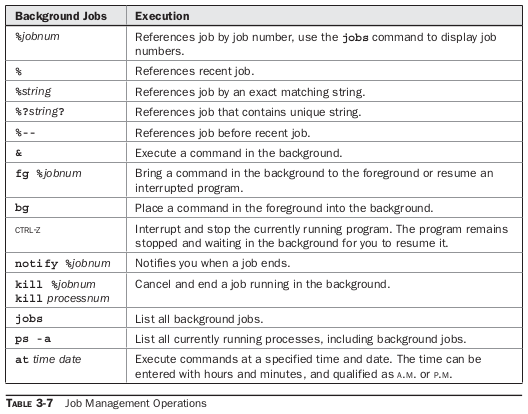 Background Jobs Execution
%jobnum References job by job number, use the jobs command to display job
numbers.
% References recent job.
%string References job by an exact matching string.
%?string? References job that contains unique string.
%-- References job before recent job.
& Execute a command in the background.
fg %jobnum Bring a command in the background to the foreground or resume an
interrupted program.
bg Place a command in the foreground into the background.
CTRL-Z Interrupt and stop the currently running program. The program remains
stopped and waiting in the background for you to resume it.
notify %jobnum Notifies you when a job ends.
kill %jobnum Cancel and end a job running in the background.
kill processnum
jobs List all background jobs.
ps -a List all currently running processes, including background jobs.
at time date Execute commands at a specified time and date. The time can be
entered with hours and minutes, and qualified as A.M. or P.M.
TABLE 3-7 Job Management Operations